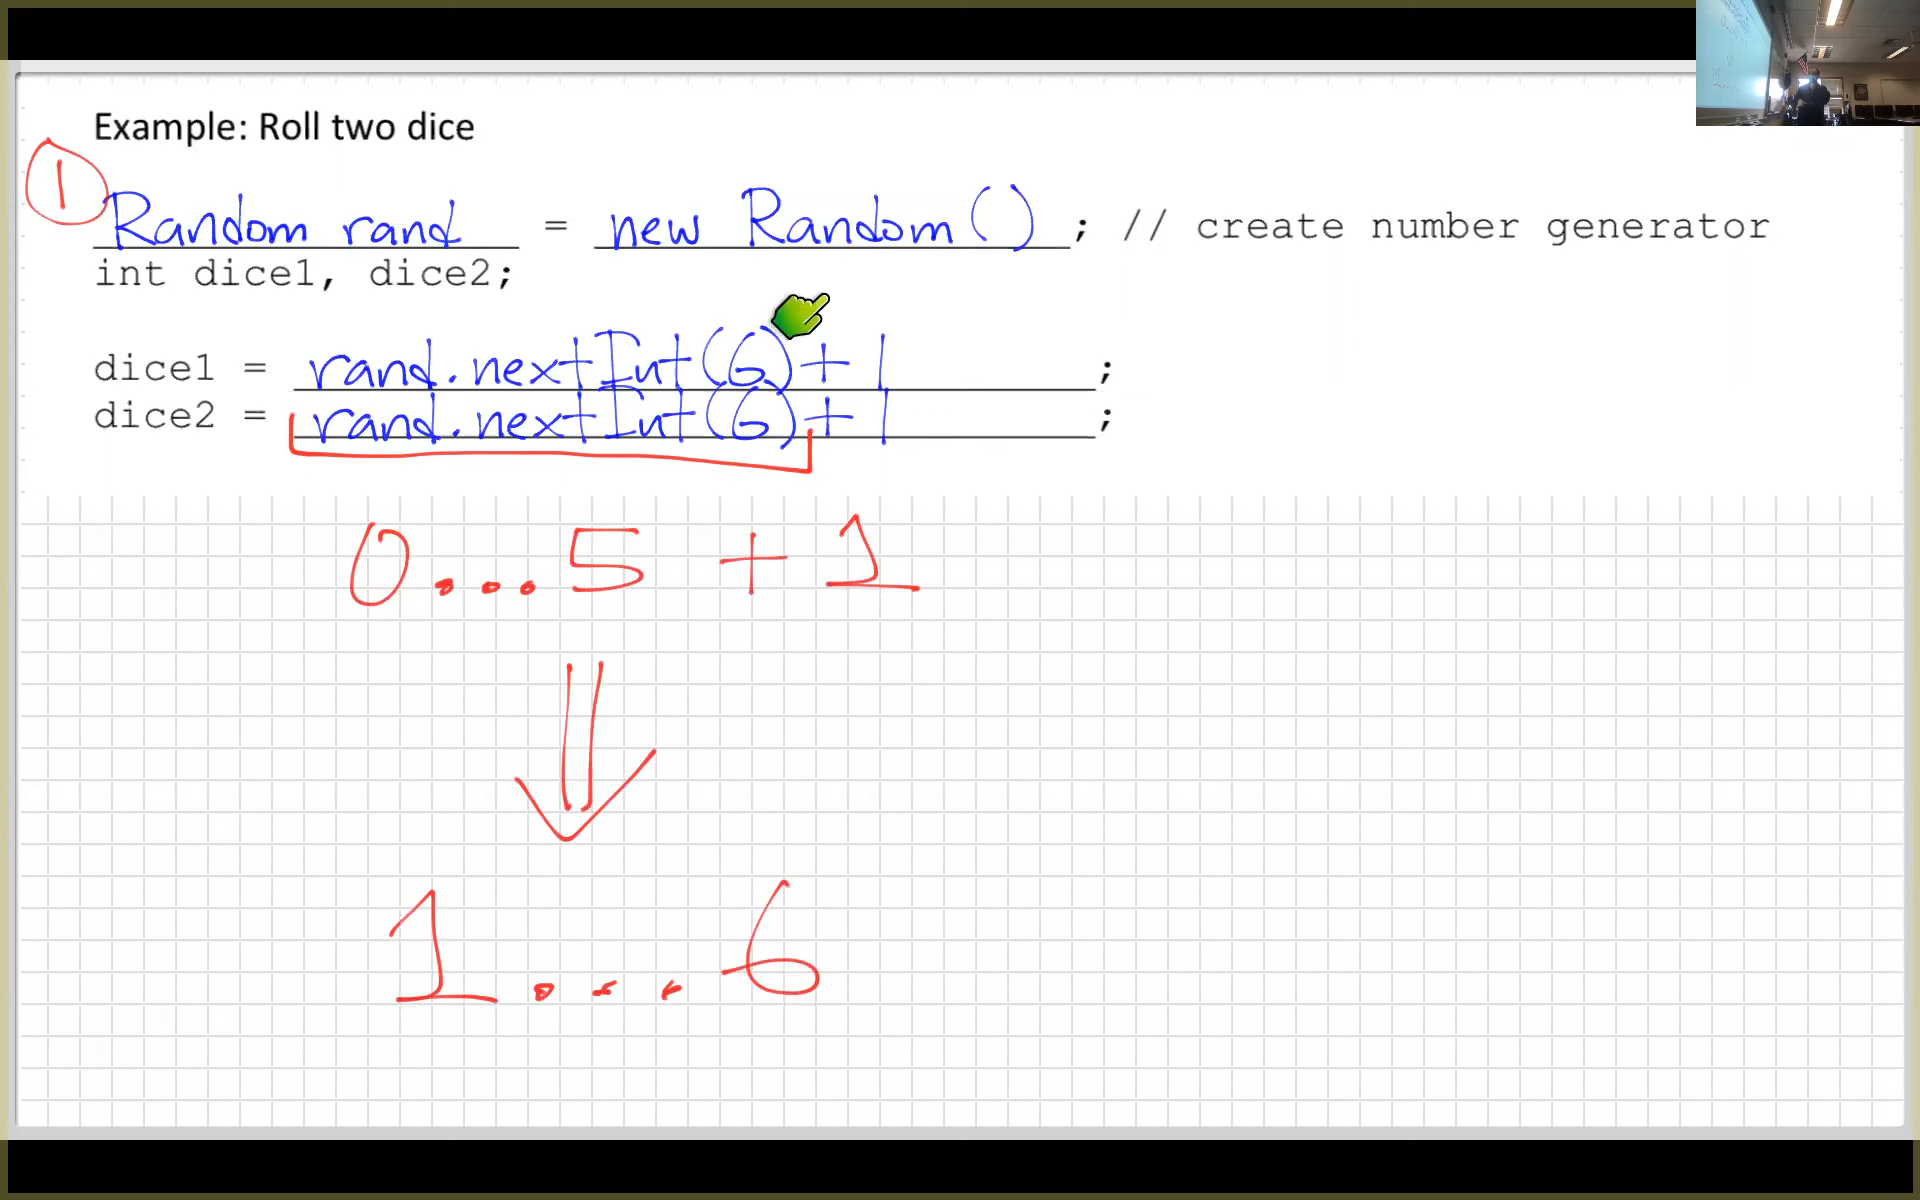 Example: Roll two dice
1
Random rand = new Random() ; // create number generator
int dice1, dice2;
dice1 = rand.nextInt(6)+1 ;
dice2 = rand.nextInt(6)+1 ;
0...5 +1
1...6